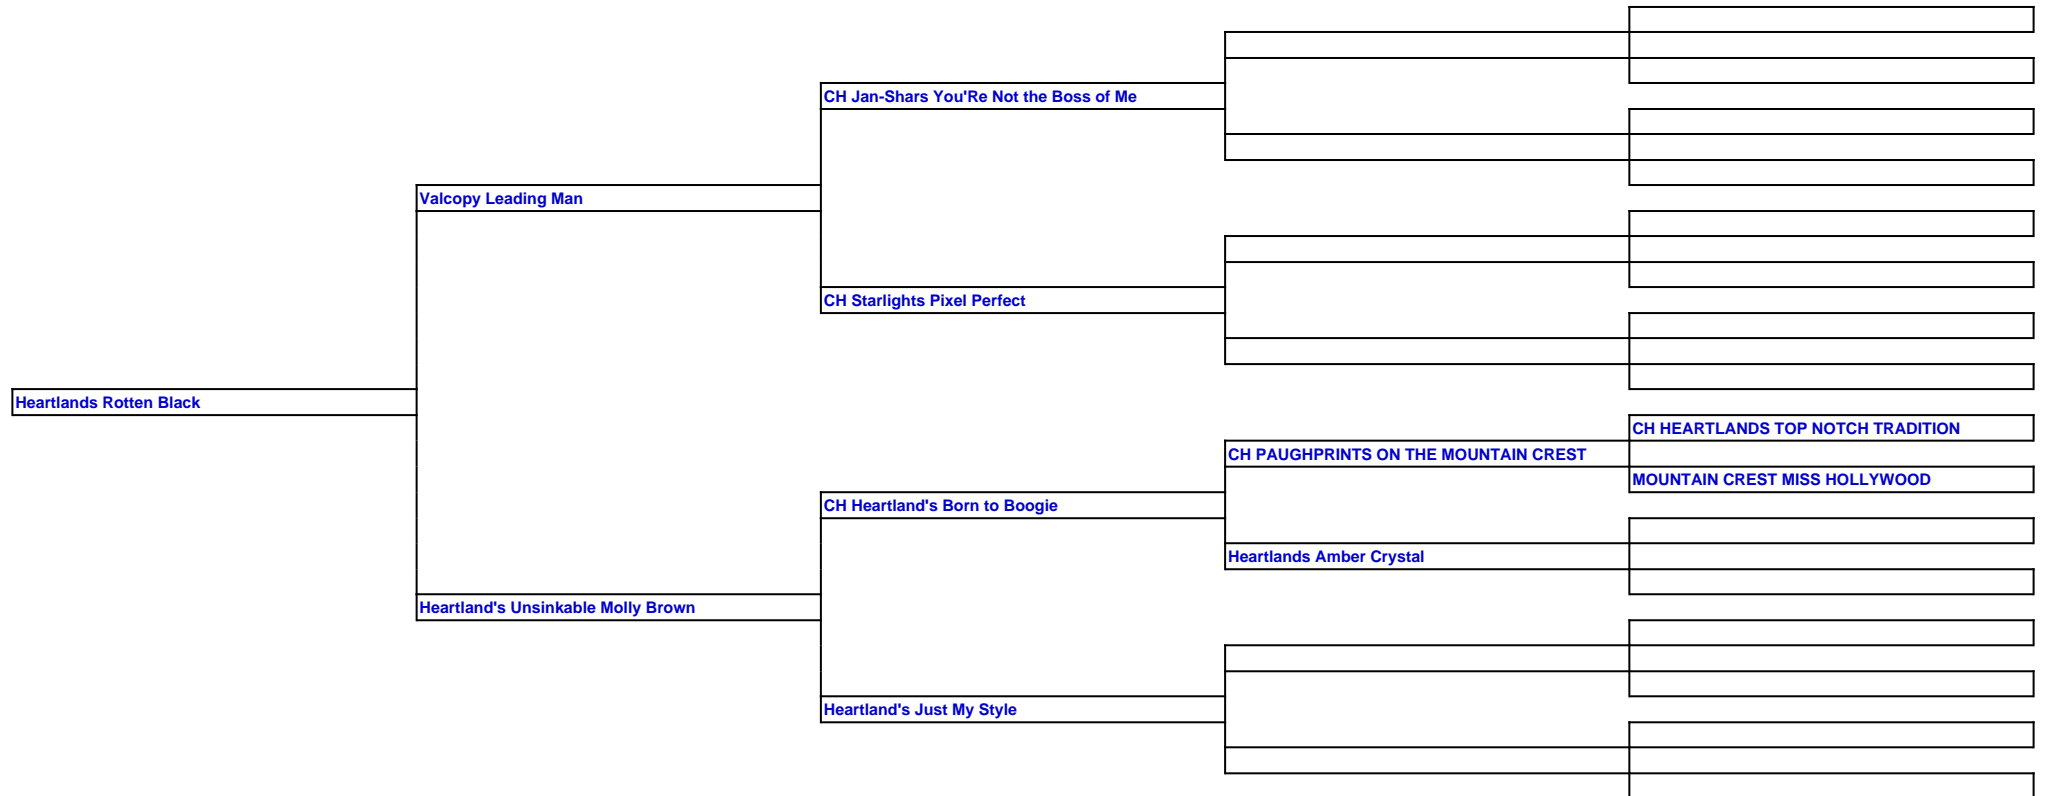 CH Jan-Shars You'Re Not the Boss of Me
Valcopy Leading Man
CH Starlights Pixel Perfect
Heartlands Rotten Black
CH HEARTLANDS TOP NOTCH TRADITION
CH PAUGHPRINTS ON THE MOUNTAIN CREST
MOUNTAIN CREST MISS HOLLYWOOD
CH Heartland's Born to Boogie
Heartlands Amber Crystal
Heartland's Unsinkable Molly Brown
Heartland's Just My Style